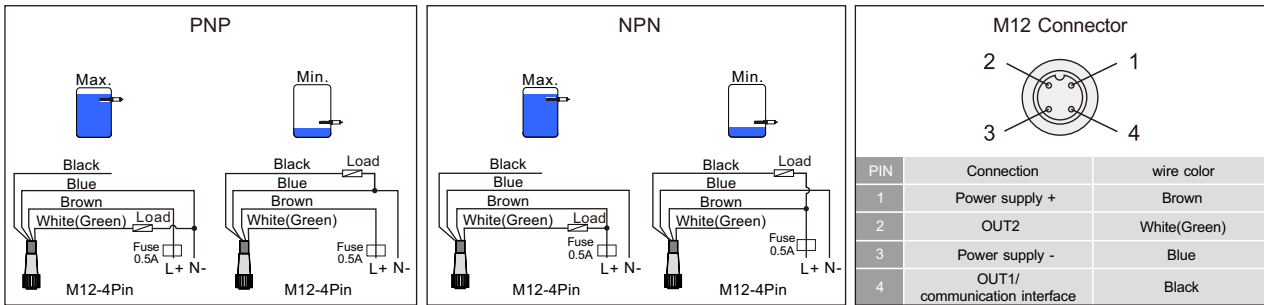 PNP
Max.
Min.
Black
Blue
Brown
White(Green)
Load
Fuse
0.5A
L+ N-
M12-4Pin
Black
Load
Blue
Brown
White(Green)
Fuse
0.5A
L+ N-
M12-4Pin
NPN
Max.
Min.
Black
Blue
Brown
White(Green)
Load
Fuse
0.5A
L+ N-
M12-4Pin
Black
Load
Blue
Brown
White(Green)
Fuse
0.5A
L+ N-
M12-4Pin
M12 Connector
2 1
3 4
PIN Connection wire color
1 Power supply + Brown
2 OUT2 White(Green)
3 Power supply - Blue
4 OUT1/ communication interface Black